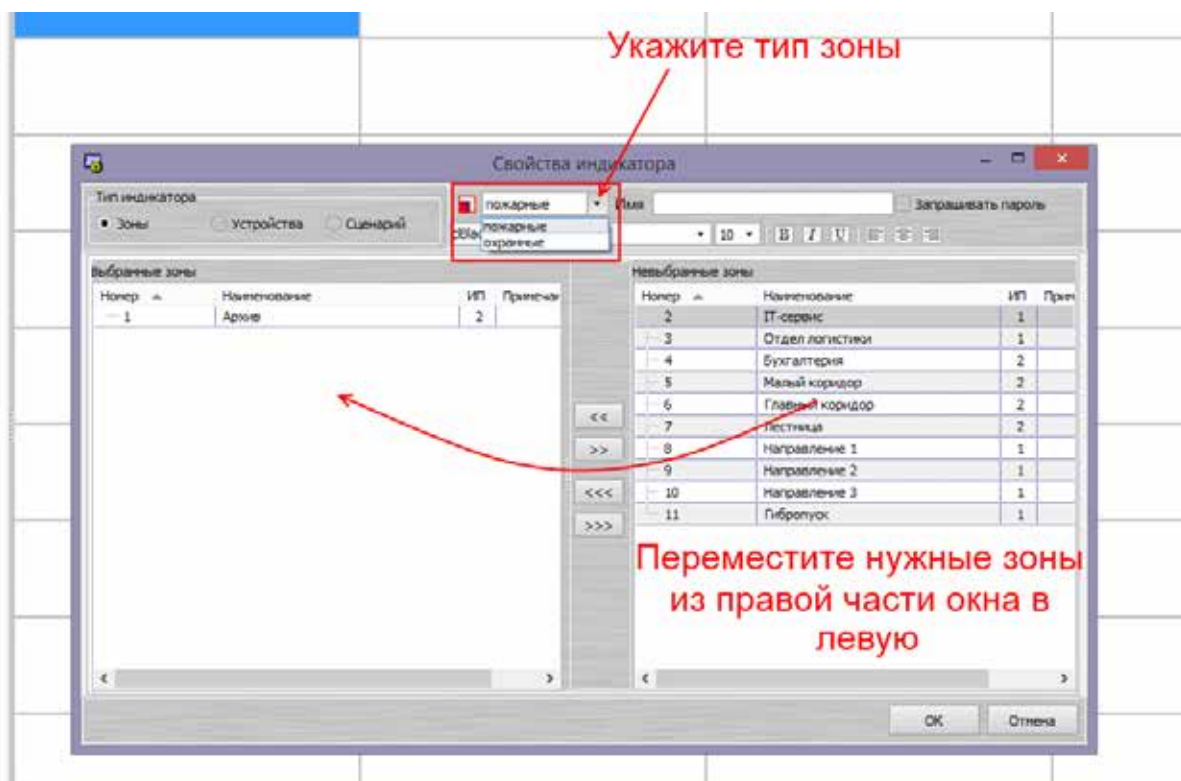 Укажите тип зоны
Свойства индикатора
Тип индикатора
Зоны Устройства Сценарий
пожарные
Имя
Запрашивать пароль
пожарные
охранные
10 B I U
Выбранные зоны
Номер Наименование ИП
1 Архив 2
Невыбранные зоны
Номер Наименование ИП
2 IT-сервис 1
3 Отдел логистики 1
4 Бухгалтерия 2
5 Малый коридор 2
6 Главный коридор 2
7 Лестница 2
8 Направление 1 1
9 Направление 2 1
10 Направление 3 1
11 Гибропуск 1
<<
>>
<<<
>>>
Переместите нужные зоны
из правой части окна в
левую
OK Отмена